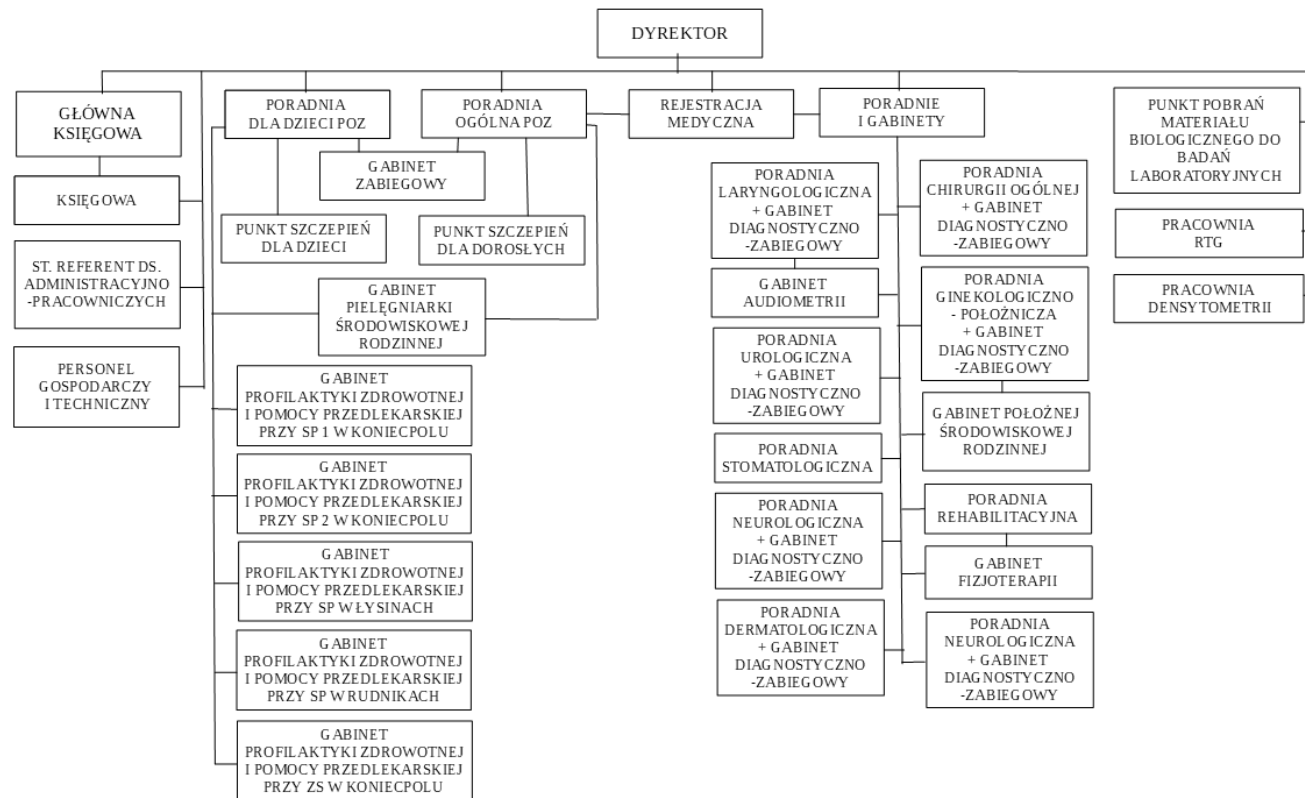 DYREKTOR
GŁÓWNA
KSIĘGOWA
KSIĘGOWA
ST. REFERENT DS.
ADMINISTRACYJNO
-PRACOWNICZYCH
PERSONEL
GOSPODARCZY
I TECHNICZNY
PORADNIA
DLA DZIECI POZ
PORADNIA
OGÓLNA POZ
GABINET
ZABIEGOWY
PUNKT SZCZEPIEŃ
DLA DZIECI
PUNKT SZCZEPIEŃ
DLA DOROSŁYCH
GABINET
PIELĘGNIARKI
ŚRODOWISKOWEJ
RODZINNEJ
GABINET
PROFILAKTYKI ZDROWOTNEJ
I POMOCY PRZEDLEKARSKIEJ
PRZY SP 1 W KONIECPOLU
GABINET
PROFILAKTYKI ZDROWOTNEJ
I POMOCY PRZEDLEKARSKIEJ
PRZY SP 2 W KONIECPOLU
GABINET
PROFILAKTYKI ZDROWOTNEJ
I POMOCY PRZEDLEKARSKIEJ
PRZY SP W ŁYSINACH
GABINET
PROFILAKTYKI ZDROWOTNEJ
I POMOCY PRZEDLEKARSKIEJ
PRZY SP W RUDNIKACH
GABINET
PROFILAKTYKI ZDROWOTNEJ
I POMOCY PRZEDLEKARSKIEJ
PRZY ZS W KONIECPOLU
REJESTRACJA
MEDYCZNA
PORADNIE
I GABINETY
PORADNIA
LARYNGOLOGICZNA
+ GABINET
DIAGNOSTYCZNO
-ZABIEGOWY
GABINET
AUDIOMETRII
PORADNIA
UROLOGICZNA
+ GABINET
DIAGNOSTYCZNO
-ZABIEGOWY
PORADNIA
STOMATOLOGICZNA
PORADNIA
NEUROLOGICZNA
+ GABINET
DIAGNOSTYCZNO
-ZABIEGOWY
PORADNIA
DERMATOLOGICZNA
+ GABINET
DIAGNOSTYCZNO
-ZABIEGOWY
PORADNIA
CHIRURGII OGÓLNEJ
+ GABINET
DIAGNOSTYCZNO
-ZABIEGOWY
PORADNIA
GINEKOLOGICZNO
- POŁOŻNICZA
+ GABINET
DIAGNOSTYCZNO
-ZABIEGOWY
GABINET POŁOŻNEJ
ŚRODOWISKOWEJ
RODZINNEJ
PORADNIA
REHABILITACYJNA
GABINET
FIZJOTERAPII
PORADNIA
NEUROLOGICZNA
+ GABINET
DIAGNOSTYCZNO
-ZABIEGOWY
PUNKT POBRAŃ
MATERIAŁU
BIOLOGICZNEGO DO
BADAŃ
LABORATORYJNYCH
PRACOWNIA
RTG
PRACOWNIA
DENSYTOMETRII